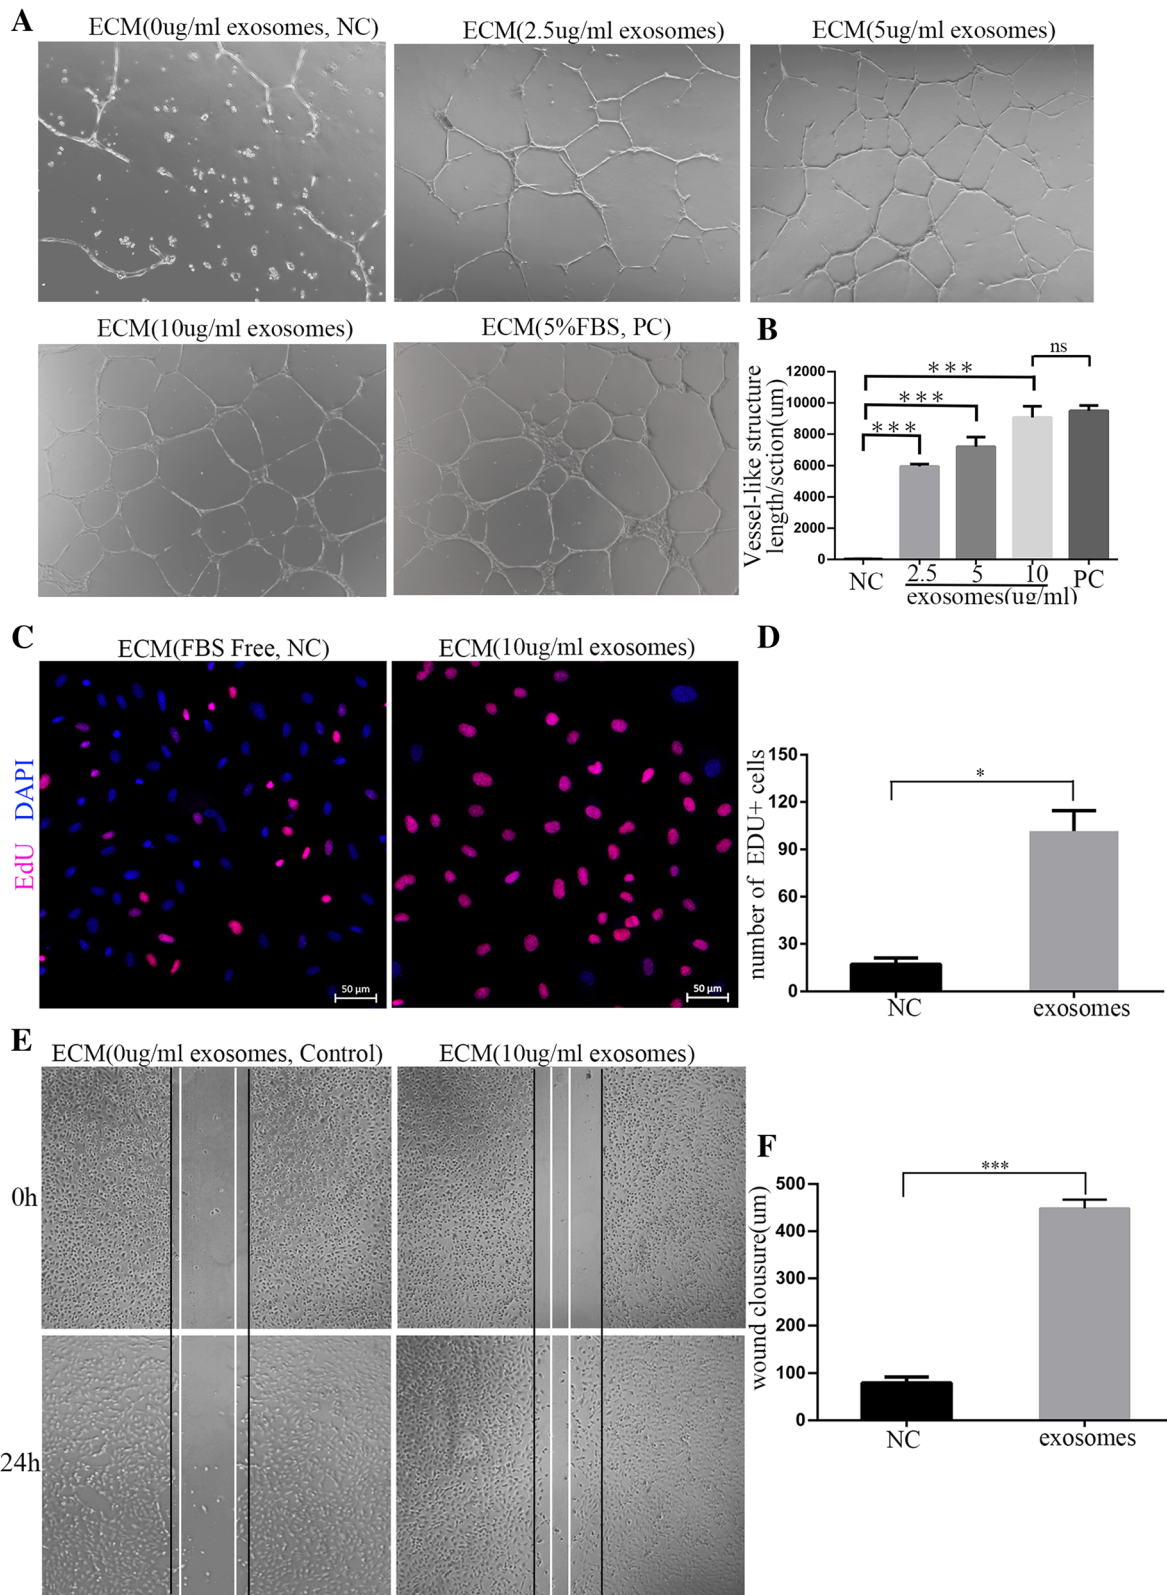 A
ECM(0ug/ml exosomes, NC)
ECM(2.5ug/ml exosomes)
ECM(5ug/ml exosomes)
ECM(10ug/ml exosomes)
ECM(5%FBS, PC)
B
Vessel-like structure
length/sction(um)
12000
10000
8000
6000
4000
2000
0
***
***
***
ns
NC
2.5
5
10
PC
exosomes(ug/ml)
C
ECM(FBS Free, NC)
ECM(10ug/ml exosomes)
EdU DAPI
50 µm
50 µm
D
number of EDU+ cells
150
120
90
60
30
0
*
NC
exosomes
E
ECM(0ug/ml exosomes, Control)
ECM(10ug/ml exosomes)
0h
24h
F
wound clousure(um)
500
400
300
200
100
0
***
NC
exosomes